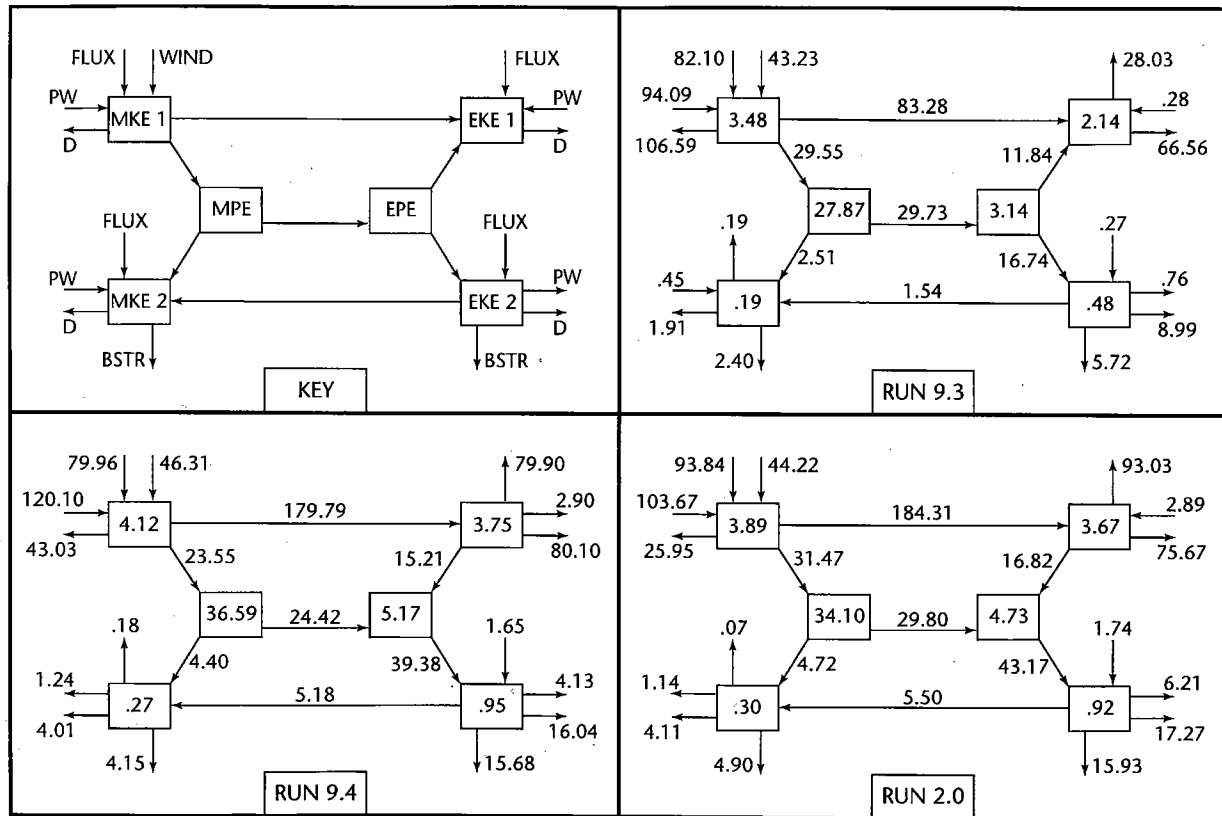 FLUX WIND FLUX
PW MKE 1 EKE 1 PW
D D
MPE EPE
FLUX FLUX
PW MKE 2 EKE 2 PW
D D
BSTR BSTR
KEY
82.10 43.23 28.03
94.09 3.48 83.28 2.14 .28
106.59 29.55 11.84 66.56
27.87 29.73 3.14
.19 2.51 16.74 .27
.45 .19 1.54 .48 .76
1.91 8.99
2.40 5.72
RUN 9.3
79.96 46.31 79.90
120.10 4.12 179.79 3.75 2.90
43.03 23.55 15.21 80.10
36.59 24.42 5.17
.18 4.40 39.38 1.65
1.24 .27 5.18 .95 4.13
4.01 16.04
4.15 15.68
RUN 9.4
93.84 44.22 93.03
103.67 3.89 184.31 3.67 2.89
25.95 31.47 16.82 75.67
34.10 29.80 4.73
.07 4.72 43.17 1.74
1.14 .30 5.50 .92 6.21
4.11 17.27
4.90 15.93
RUN 2.0